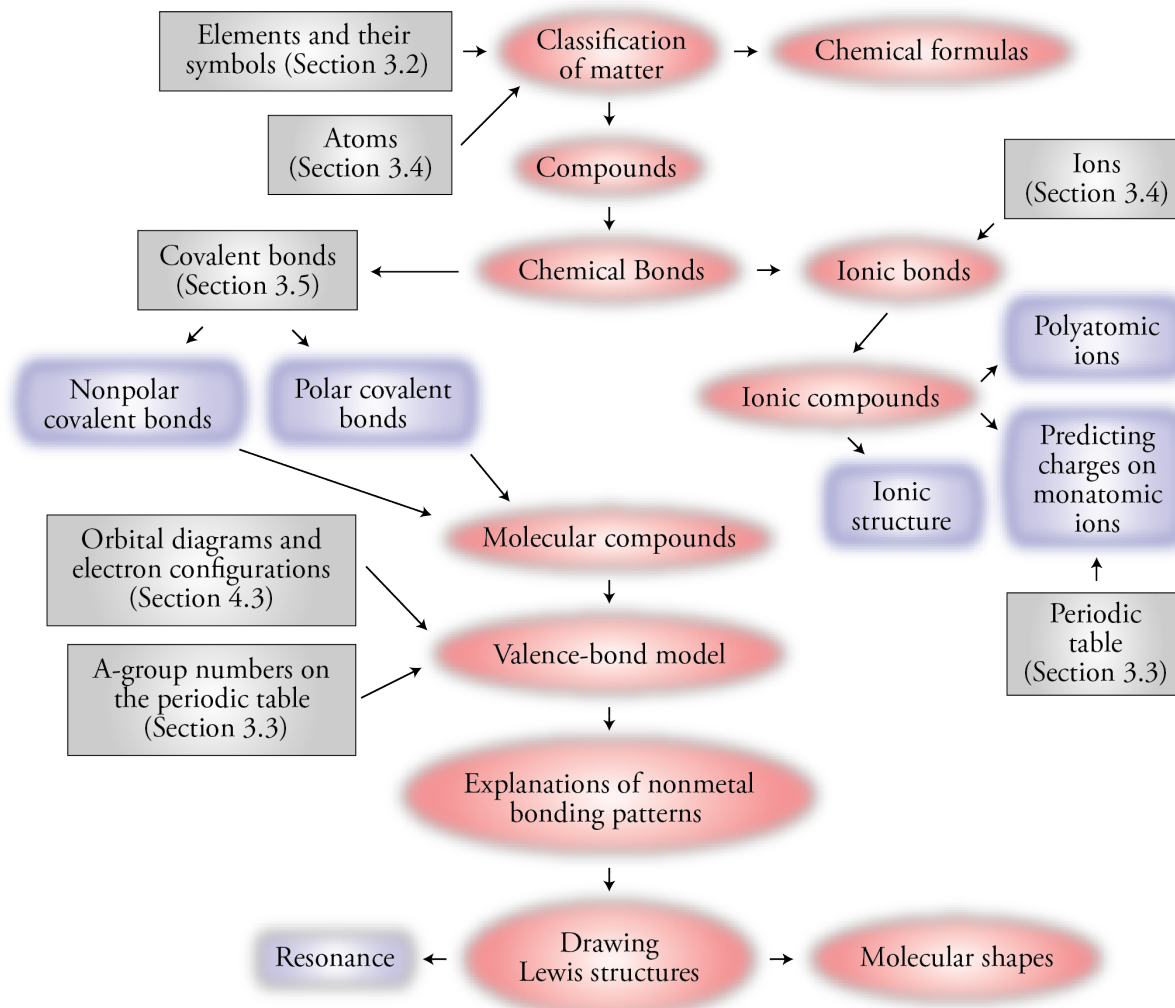 Elements and their
symbols (Section 3.2)
Classification
of matter
Chemical formulas
Atoms
(Section 3.4)
Compounds
Ions
(Section 3.4)
Covalent bonds
(Section 3.5)
Chemical Bonds
Ionic bonds
Polyatomic
ions
Nonpolar
covalent bonds
Polar covalent
bonds
Ionic compounds
Predicting
charges on
monatomic
ions
Ionic
structure
Orbital diagrams and
electron configurations
(Section 4.3)
Molecular compounds
Periodic
table
(Section 3.3)
A-group numbers on
the periodic table
(Section 3.3)
Valence-bond model
Explanations of nonmetal
bonding patterns
Resonance
Drawing
Lewis structures
Molecular shapes